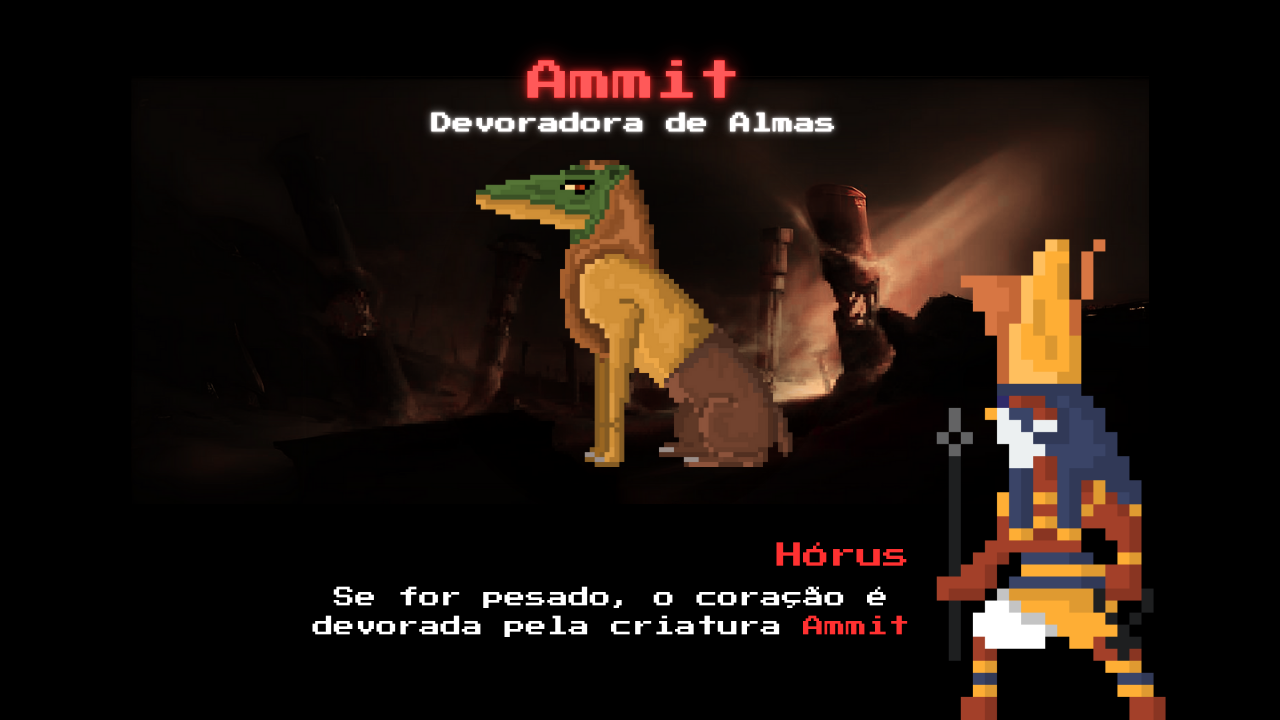 Ammit
Devoradora de Almas
Hórus
Se for pesado, o coração é
devorada pela criatura Ammit